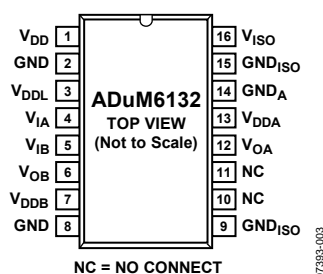 VDD 1
GND 2
VDDL 3
VIA 4
VIB 5
VOB 6
VDDB 7
GND 8
ADuM6132
TOP VIEW
(Not to Scale)
16 VISO
15 GNDISO
14 GNDA
13 VDDA
12 VOA
11 NC
10 NC
9 GNDISO
NC = NO CONNECT
07393-003